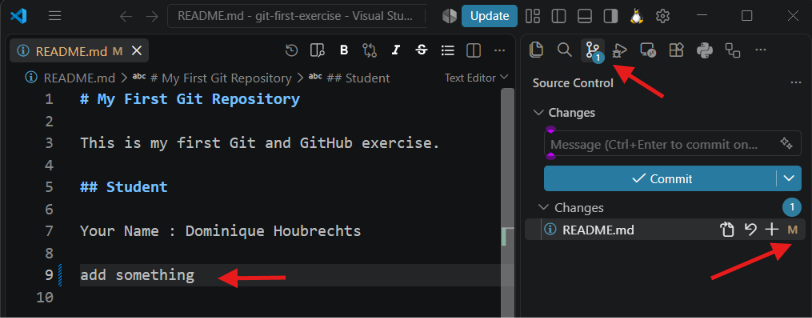 README.md - git-first-exercise - Visual Stu...
Update
README.md M
README.md > abc # My First Git Repository > abc ## Student
Text Editor
1 # My First Git Repository
2
3 This is my first Git and GitHub exercise.
4
5 ## Student
6
7 Your Name : Dominique Houbrechts
8
9 add something
10
1
Source Control
Changes
Message (Ctrl+Enter to commit on...
Commit
Changes 1
README.md M